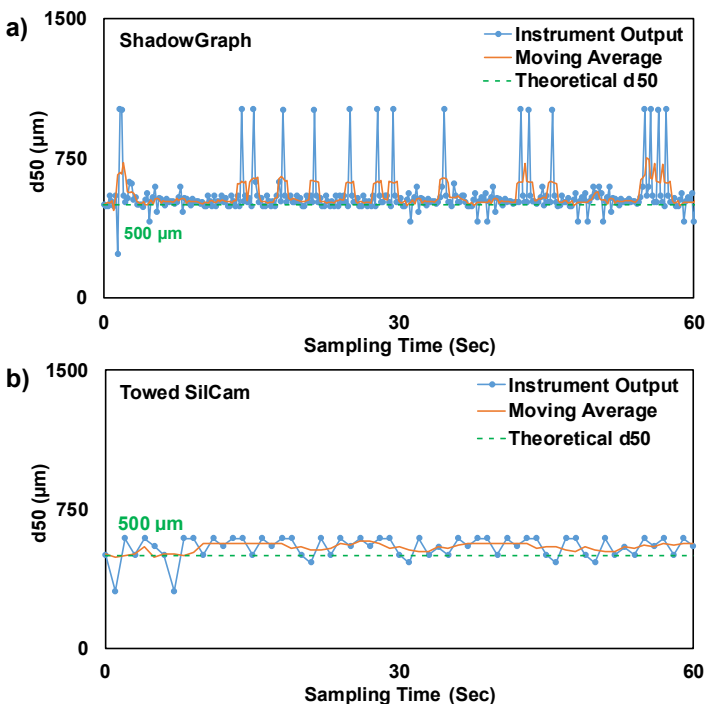 a)
1500
ShadowGraph
Instrument Output
Moving Average
Theoretical d50
d50 (µm)
750
500 µm
0
0
30
60
Sampling Time (Sec)
b)
1500
Towed SilCam
Instrument Output
Moving Average
Theoretical d50
d50 (µm)
750
500 µm
0
0
30
60
Sampling Time (Sec)